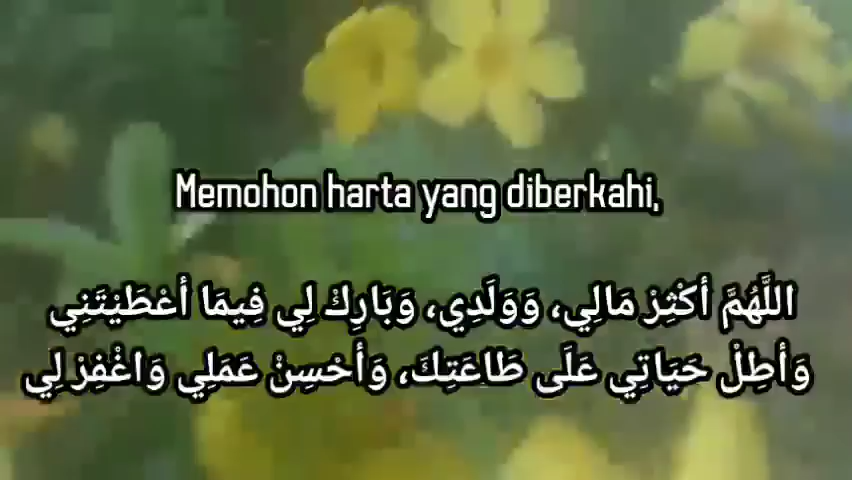 Memohon harta yang diberkahi,
اللَّهُمَّ أَكْثِرْ مَالِي، وَوَلَدِي، وَبَارِكْ لِي فِيمَا أَعْطَيْتَنِي
وَأَطِلْ حَيَاتِي عَلَى طَاعَتِكَ، وَأَحْسِنْ عَمَلِي وَاغْفِرْ لِي